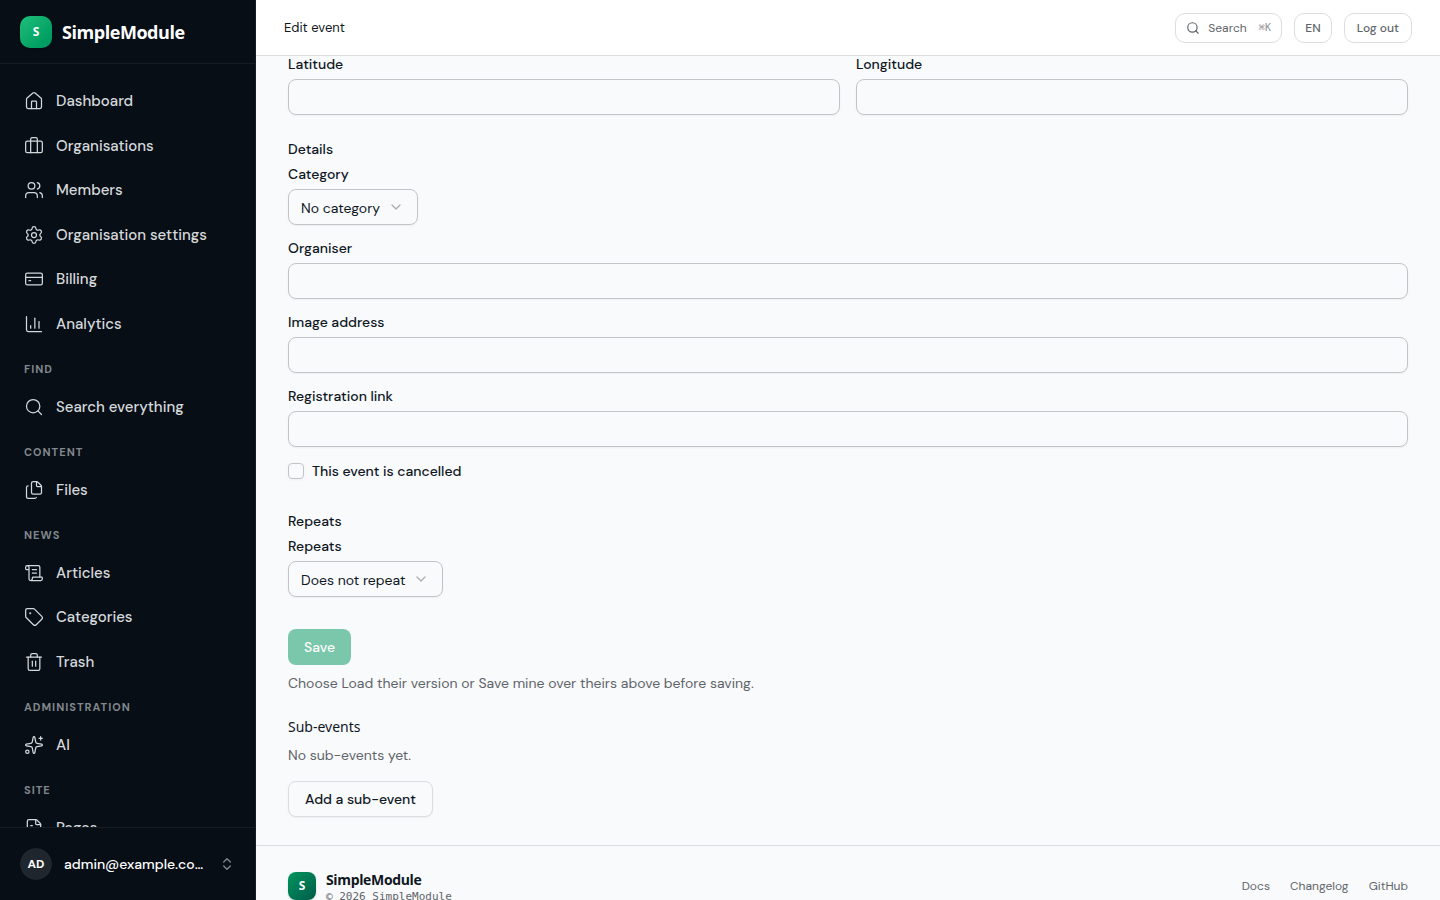 S
SimpleModule
Dashboard
Organisations
Members
Organisation settings
Billing
Analytics
FIND
Search everything
CONTENT
Files
NEWS
Articles
Categories
Trash
ADMINISTRATION
AI
SITE
Pages
AD
admin@example.co...
Edit event
Search ⌘K
EN
Log out
Latitude
Longitude
Details
Category
No category
Organiser
Image address
Registration link
This event is cancelled
Repeats
Repeats
Does not repeat
Save
Choose Load their version or Save mine over theirs above before saving.
Sub-events
No sub-events yet.
Add a sub-event
S
SimpleModule
© 2026 SimpleModule
Docs
Changelog
GitHub